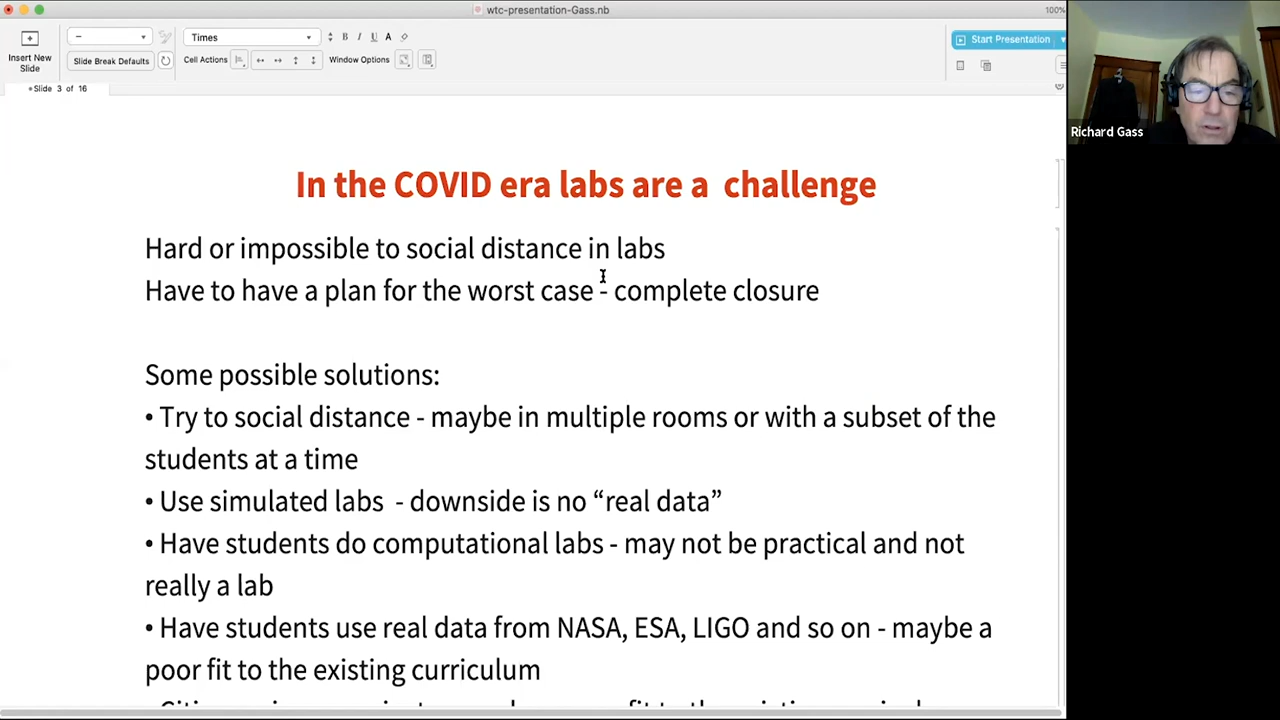 wtc-presentation-Gass.nb
100%
Insert New Slide
Slide Break Defaults
Times
B I U A
Cell Actions
Window Options
Start Presentation
Slide 3 of 16
Richard Gass
In the COVID era labs are a challenge
Hard or impossible to social distance in labs
Have to have a plan for the worst case - complete closure
Some possible solutions:
• Try to social distance - maybe in multiple rooms or with a subset of the
students at a time
• Use simulated labs - downside is no “real data”
• Have students do computational labs - may not be practical and not
really a lab
• Have students use real data from NASA, ESA, LIGO and so on - maybe a
poor fit to the existing curriculum